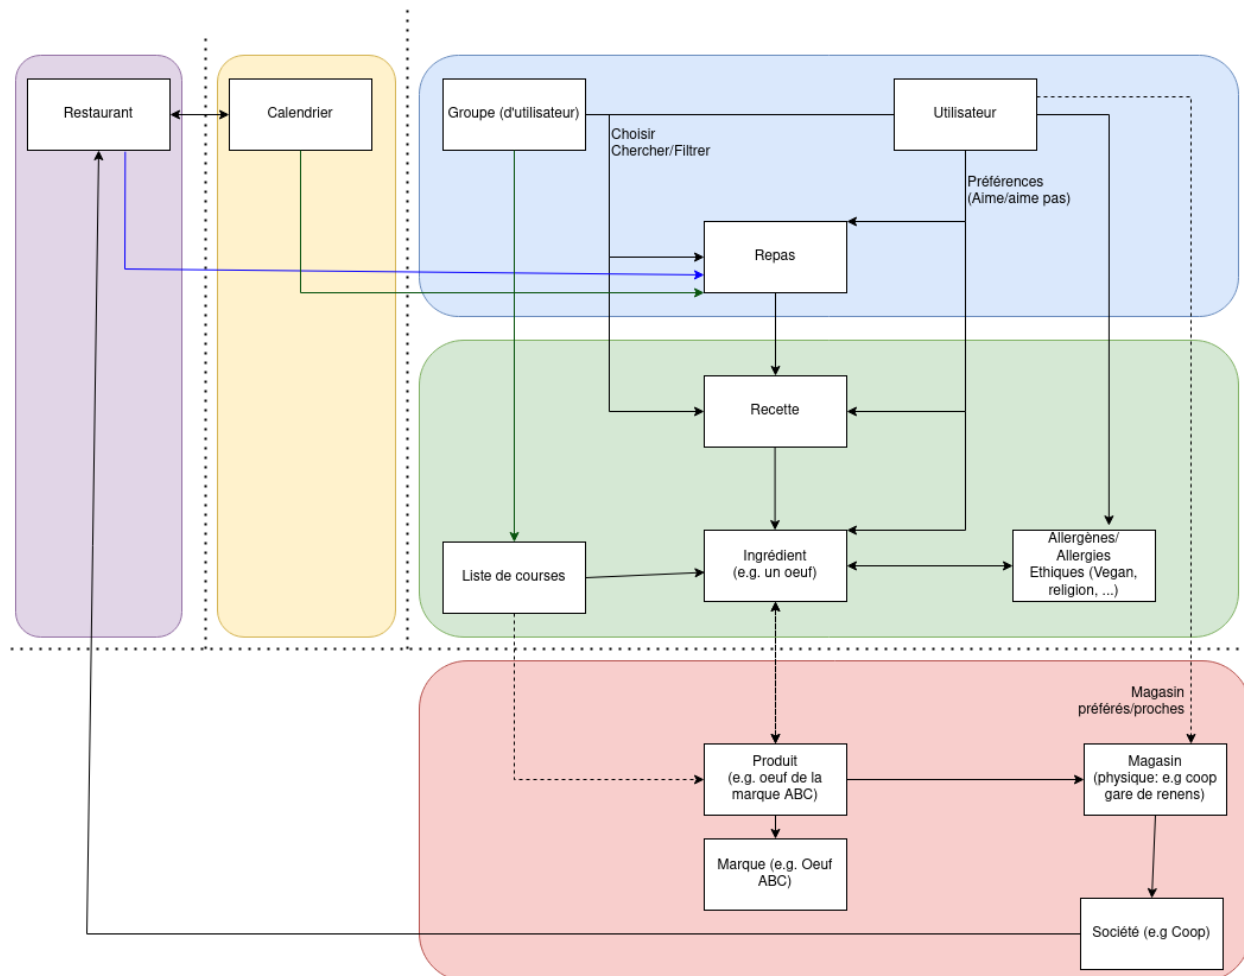 Restaurant
Calendrier
Groupe (d'utilisateur)
Utilisateur
Choisir
Chercher/Filtrer
Préférences
(Aime/aime pas)
Repas
Recette
Liste de courses
Ingrédient
(e.g. un oeuf)
Allergènes/
Allergies
Ethiques (Vegan,
religion, ...)
Magasin
préférés/proches
Produit
(e.g. oeuf de la
marque ABC)
Magasin
(physique: e.g coop
gare de renens)
Marque (e.g. Oeuf
ABC)
Société (e.g Coop)